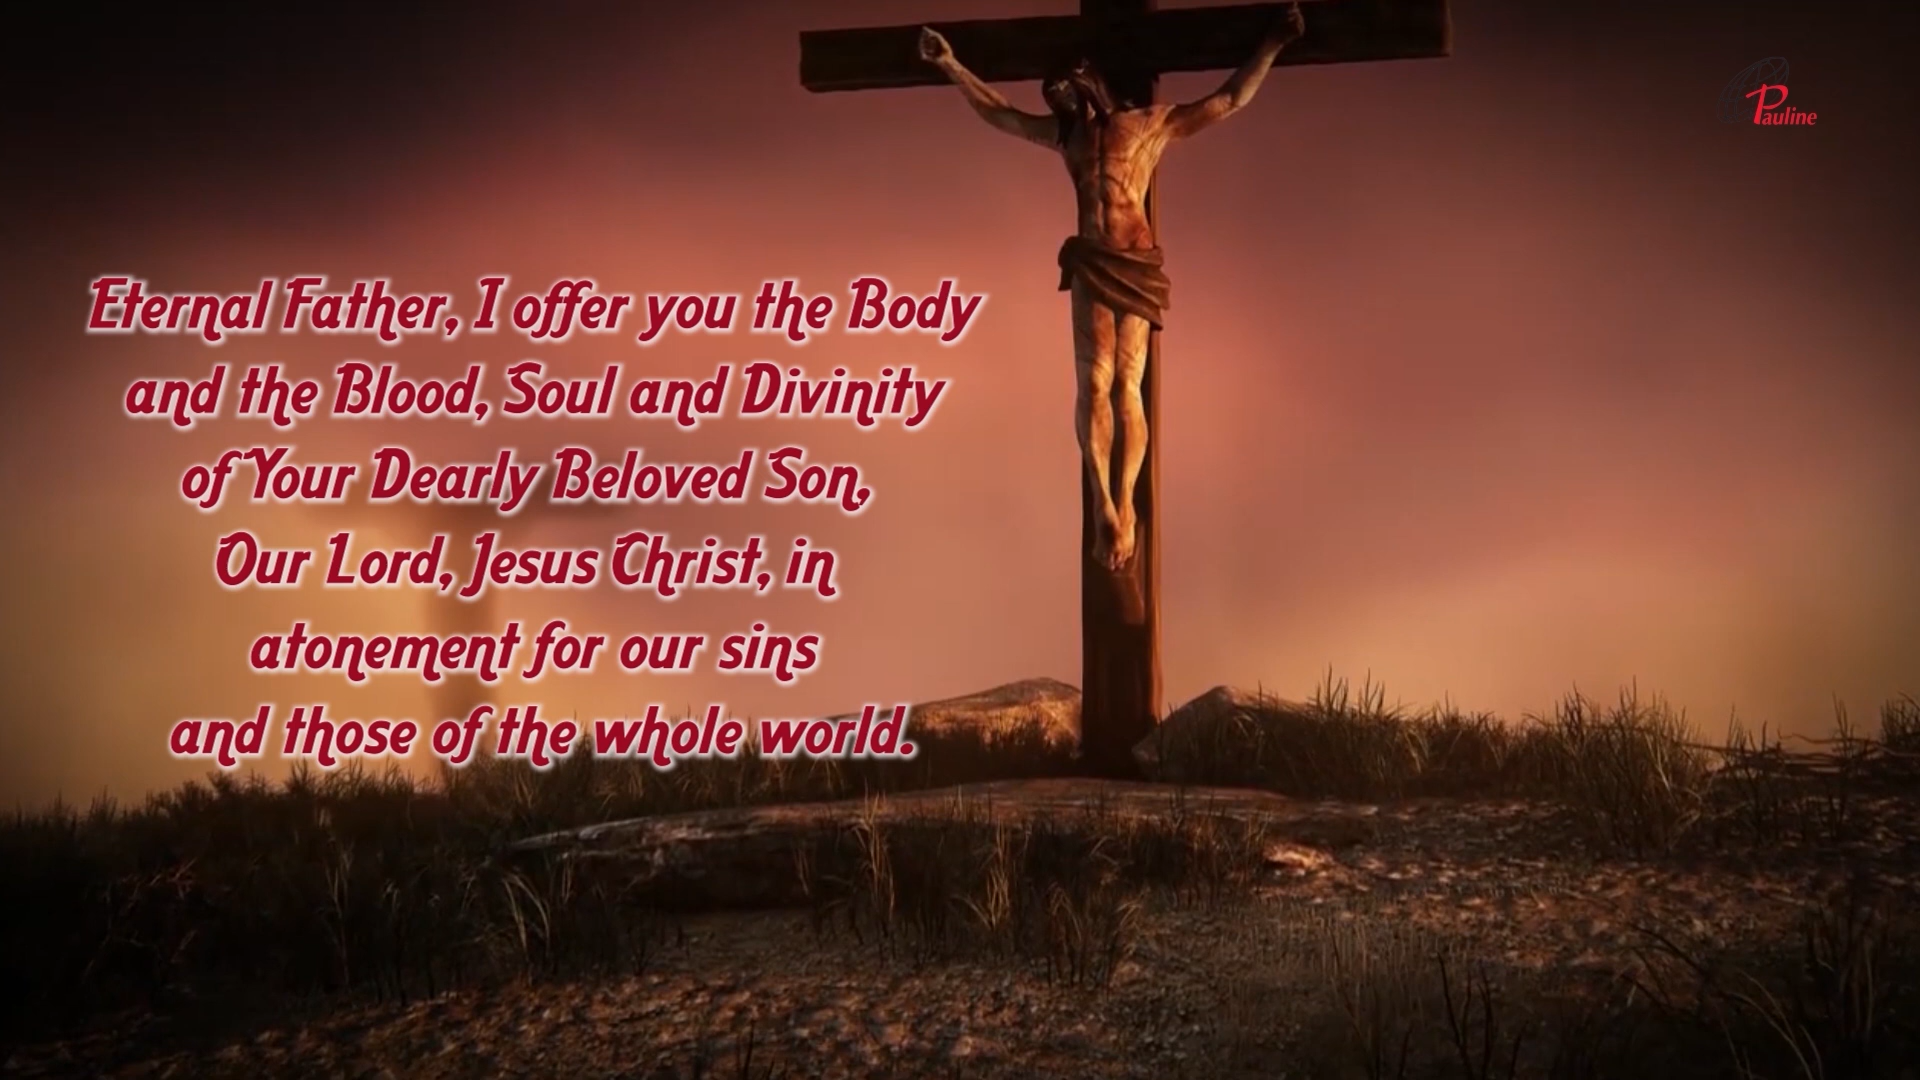 Pauline
Eternal Father, I offer you the Body
and the Blood, Soul and Divinity
of Your Dearly Beloved Son,
Our Lord, Jesus Christ, in
atonement for our sins
and those of the whole world.